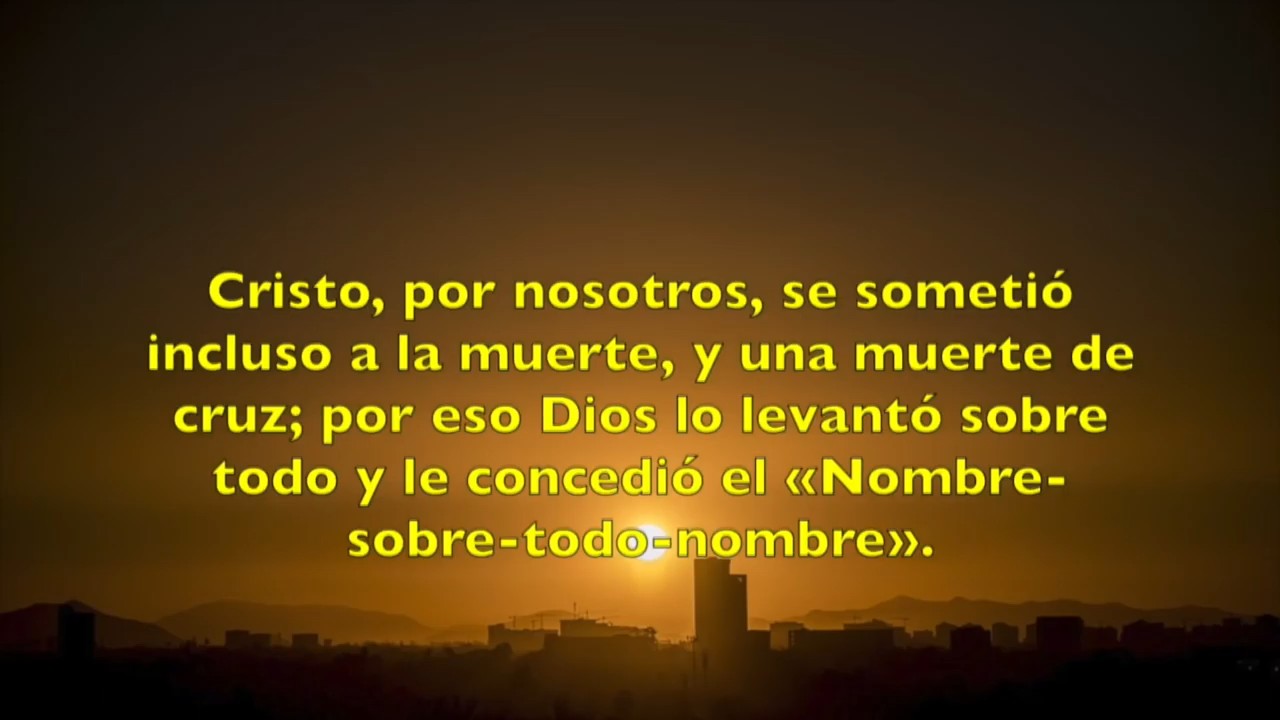 Cristo, por nosotros, se sometió
incluso a la muerte, y una muerte de
cruz; por eso Dios lo levantó sobre
todo y le concedió el «Nombre-
sobre-todo-nombre».